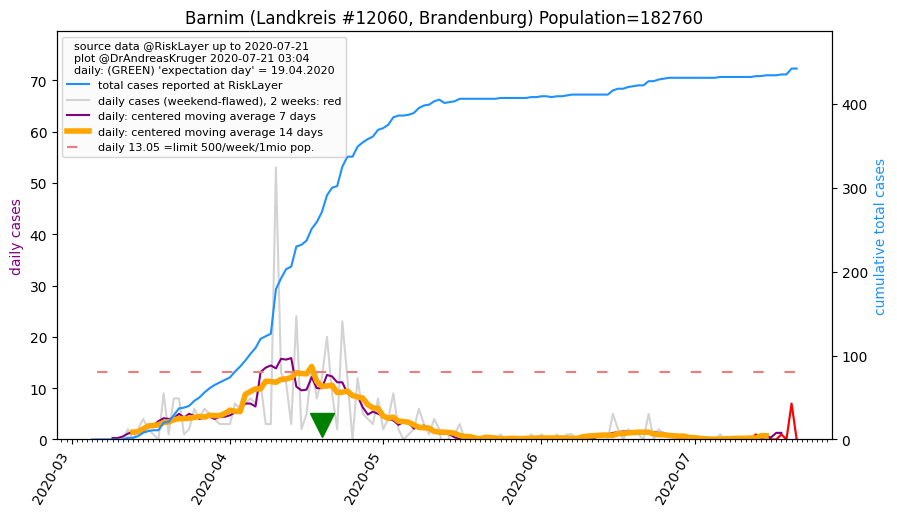 Barnim (Landkreis #12060, Brandenburg) Population=182760
source data @RiskLayer up to 2020-07-21
plot @DrAndreasKruger 2020-07-21 03:04
daily: (GREEN) 'expectation day' = 19.04.2020
total cases reported at RiskLayer
daily cases (weekend-flawed), 2 weeks: red
daily: centered moving average 7 days
daily: centered moving average 14 days
daily 13.05 =limit 500/week/1mio pop.
daily cases
70
60
50
40
30
20
10
0
cumulative total cases
400
300
200
100
0
2020-03
2020-04
2020-05
2020-06
2020-07